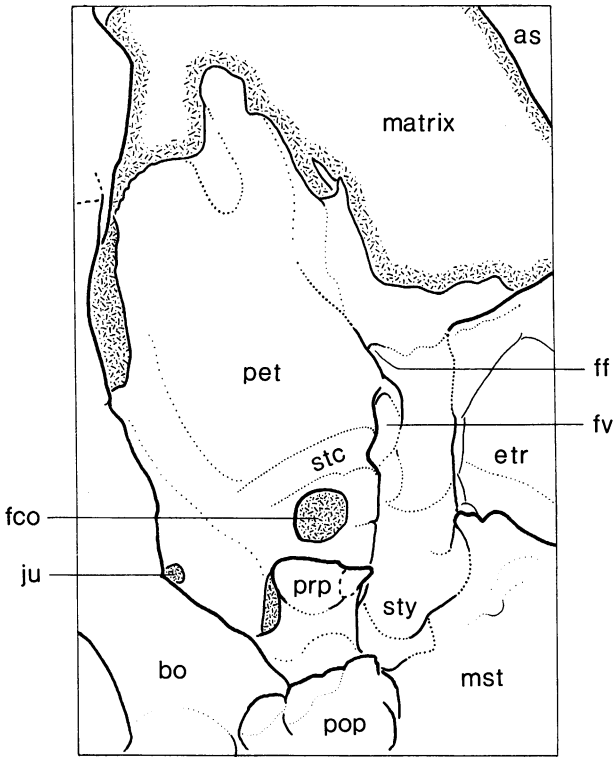 as
matrix
pet
ff
fv
stc
etr
fco
ju
prp
sty
bo
mst
pop